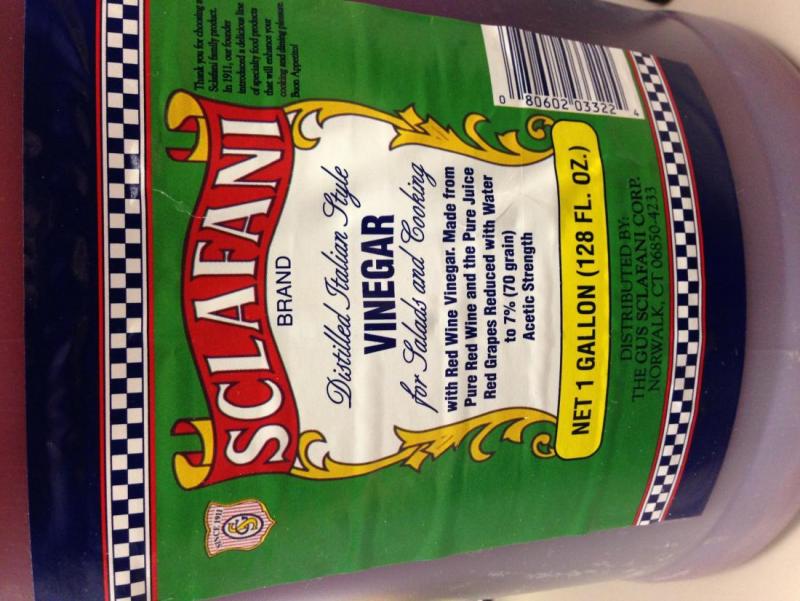 Thank you for choosing a
Sclafani family product.
In 1911, our founder
introduced a delicious line
of specialty food products
that will enhance your
cooking and dining pleasure.
Buon Appetito!
0 80602 03322 4
SINCE 1911
SCLAFANI
BRAND
Distilled Italian Style
VINEGAR
for Salads and Cooking
with Red Wine Vinegar. Made from
Pure Red Wine and the Pure Juice
Red Grapes Reduced with Water
to 7% (70 grain)
Acetic Strength
NET 1 GALLON (128 FL. OZ.)
DISTRIBUTED BY:
THE GUS SCLAFANI CORP.
NORWALK, CT 06850-4233